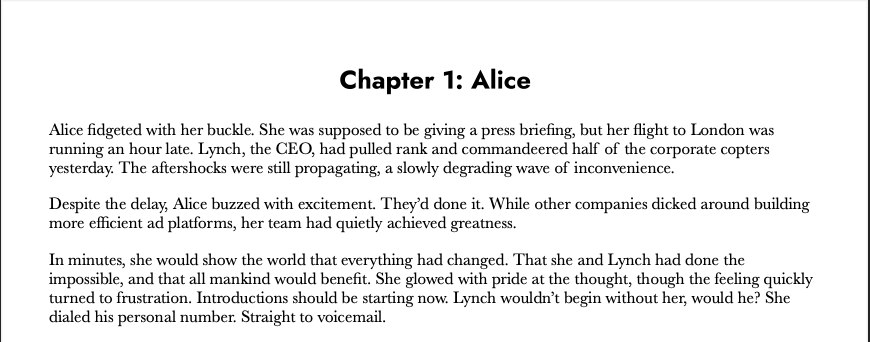 Chapter 1: Alice
Alice fidgeted with her buckle. She was supposed to be giving a press briefing, but her flight to London was
running an hour late. Lynch, the CEO, had pulled rank and commandeered half of the corporate copters
yesterday. The aftershocks were still propagating, a slowly degrading wave of inconvenience.
Despite the delay, Alice buzzed with excitement. They’d done it. While other companies dicked around building
more efficient ad platforms, her team had quietly achieved greatness.
In minutes, she would show the world that everything had changed. That she and Lynch had done the
impossible, and that all mankind would benefit. She glowed with pride at the thought, though the feeling quickly
turned to frustration. Introductions should be starting now. Lynch wouldn’t begin without her, would he? She
dialed his personal number. Straight to voicemail.